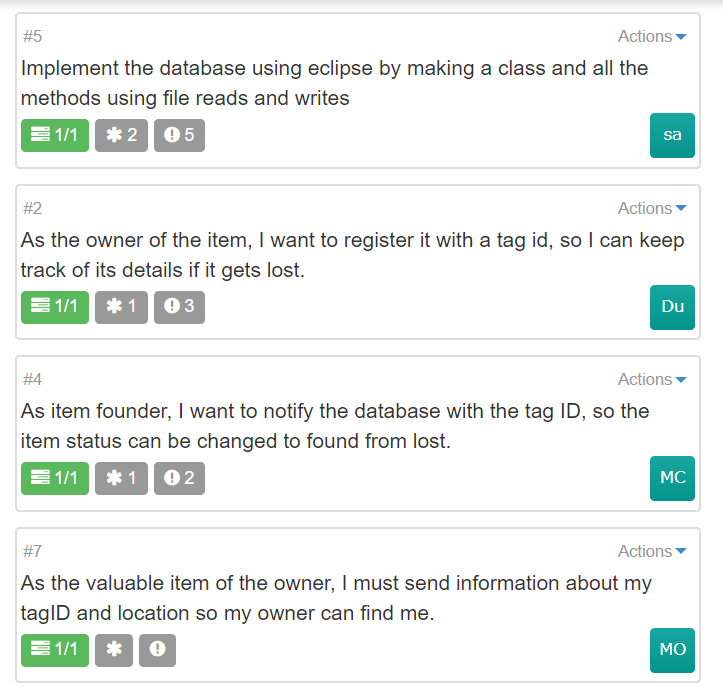 #5
Actions
Implement the database using eclipse by making a class and all the
methods using file reads and writes
1/1 2 5
sa
#2
Actions
As the owner of the item, I want to register it with a tag id, so I can keep
track of its details if it gets lost.
1/1 1 3
Du
#4
Actions
As item founder, I want to notify the database with the tag ID, so the
item status can be changed to found from lost.
1/1 1 2
MC
#7
Actions
As the valuable item of the owner, I must send information about my
tagID and location so my owner can find me.
1/1
MO